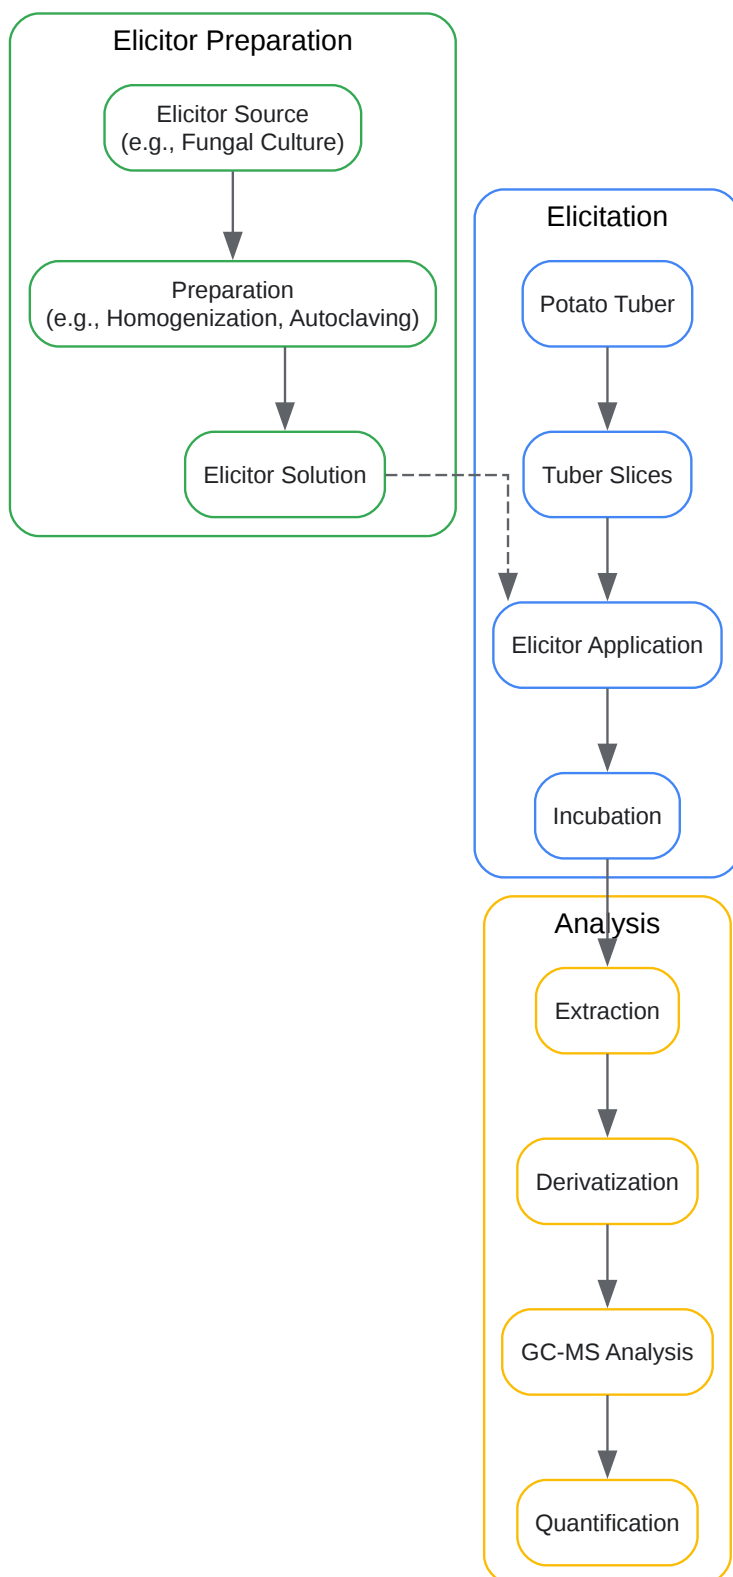 Elicitor Preparation
Elicitor Source
(e.g., Fungal Culture)
Preparation
(e.g., Homogenization, Autoclaving)
Elicitor Solution
Elicitation
Potato Tuber
Tuber Slices
Elicitor Application
Incubation
Analysis
Extraction
Derivatization
GC-MS Analysis
Quantification